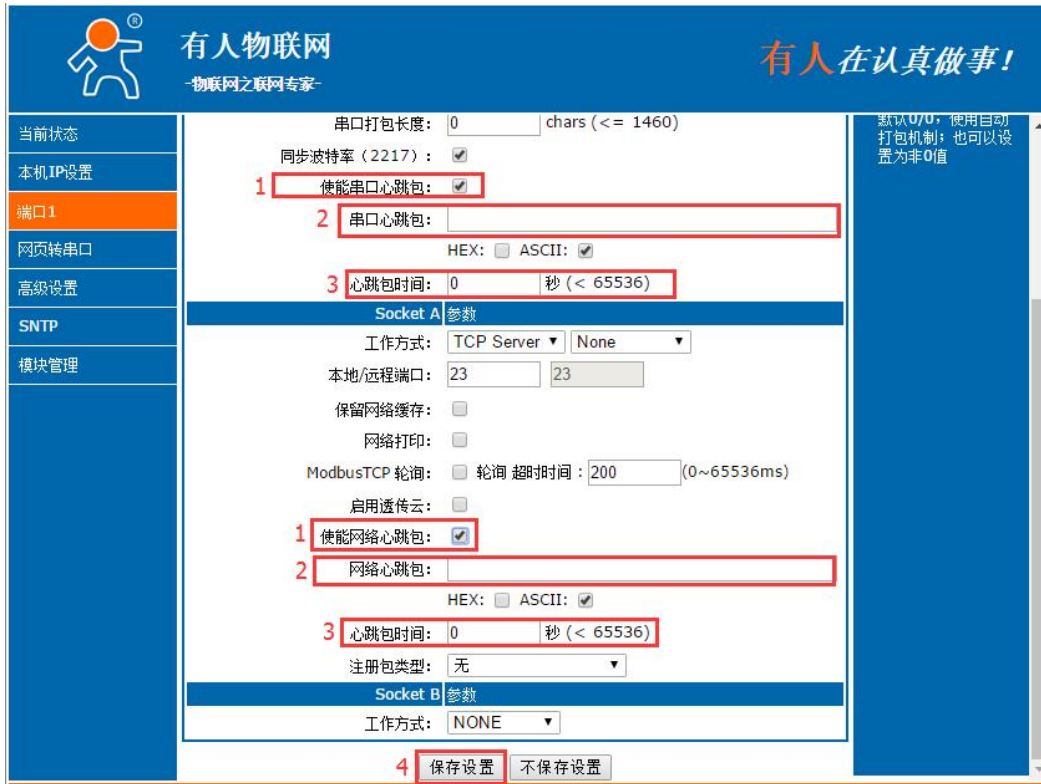 ®
有人物联网
-物联网之联网专家-
有人在认真做事!
当前状态
本机IP设置
端口1
网页转串口
高级设置
SNTP
模块管理
串口打包长度: 0 chars (<= 1460)
同步波特率(2217): 
1 使能串口心跳包:
2 串口心跳包:
HEX: ASCII:
3 心跳包时间: 0 秒 (< 65536)
Socket A 参数
工作方式: TCP Server None
本地/远程端口: 23 23
保留网络缓存:
网络打印:
ModbusTCP 轮询: 轮询 超时时间 : 200 (0~65536ms)
启用透传云:
1 使能网络心跳包:
2 网络心跳包:
HEX: ASCII:
3 心跳包时间: 0 秒 (< 65536)
注册包类型: 无
Socket B 参数
工作方式: NONE
4 保存设置 不保存设置
默认0/0; 使用自动
打包机制; 也可以设
置为非0值